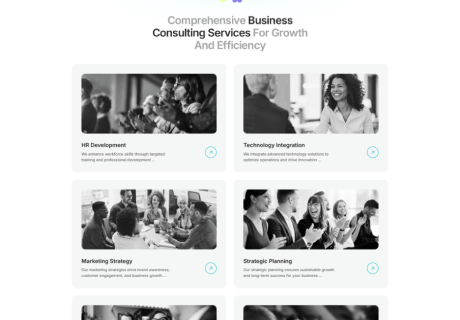 Comprehensive Business
Consulting Services For Growth
And Efficiency
HR Development
We enhance workforce skills through targeted
training and professional development ...
Technology Integration
We integrate advanced technology solutions to
optimize operations and drive innovation ...
Marketing Strategy
Our marketing strategies drive brand awareness,
customer engagement, and business growth ...
Strategic Planning
Our strategic planning ensures sustainable growth
and long-term success for your business ...